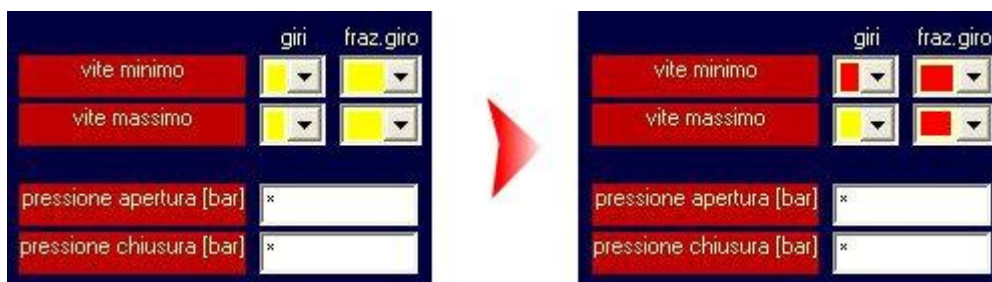 giri fraz.giro
vite minimo
vite massimo
pressione apertura [bar] *
pressione chiusura [bar] *
giri fraz.giro
vite minimo
vite massimo
pressione apertura [bar] *
pressione chiusura [bar] *